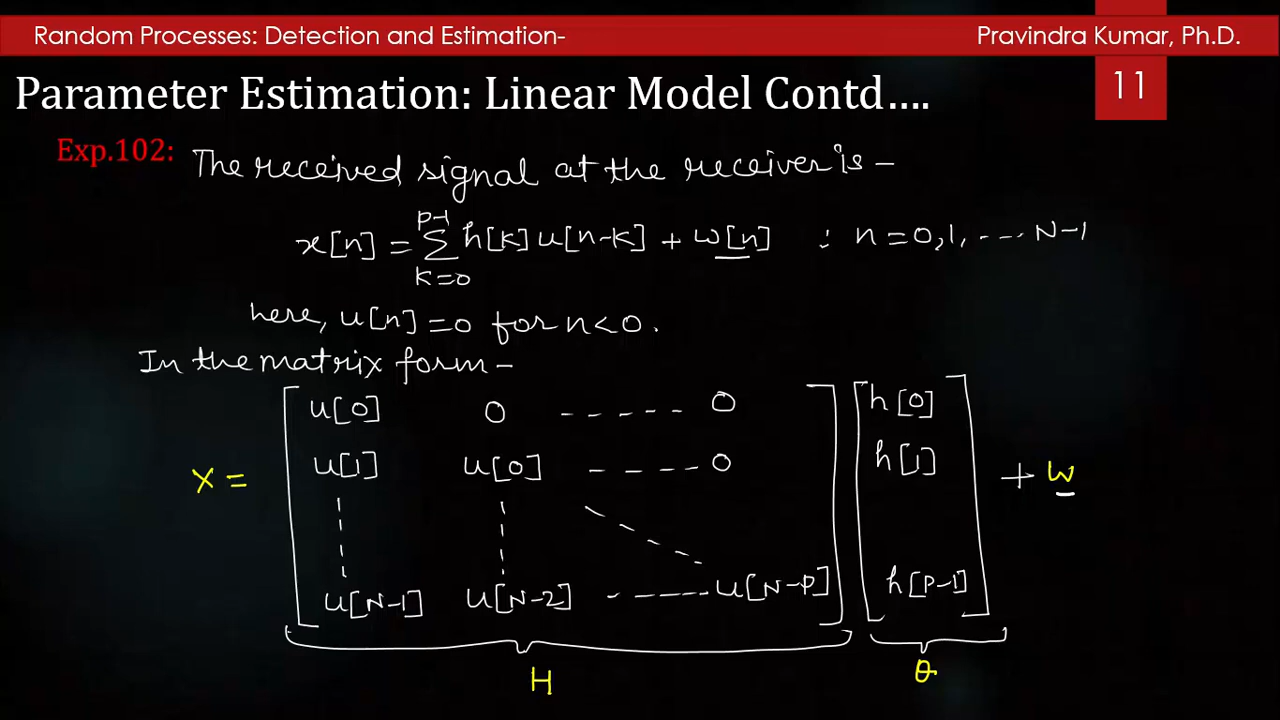 Random Processes: Detection and Estimation- Pravindra Kumar, Ph.D.
Parameter Estimation: Linear Model Contd…. 11
Exp.102: The received signal at the receiver is -
x[n] = p-1 Σ k=0 h[k] u[n-k] + w[n] : n = 0,1, ---- N-1
here, u[n] = 0 for n < 0.
In the matrix form -
u[0] 0 ------ 0 h[0]
u[1] u[0] ----- 0 h[1]
X = + w
u[N-1] u[N-2] ------ u[N-p] h[p-1]
H θ